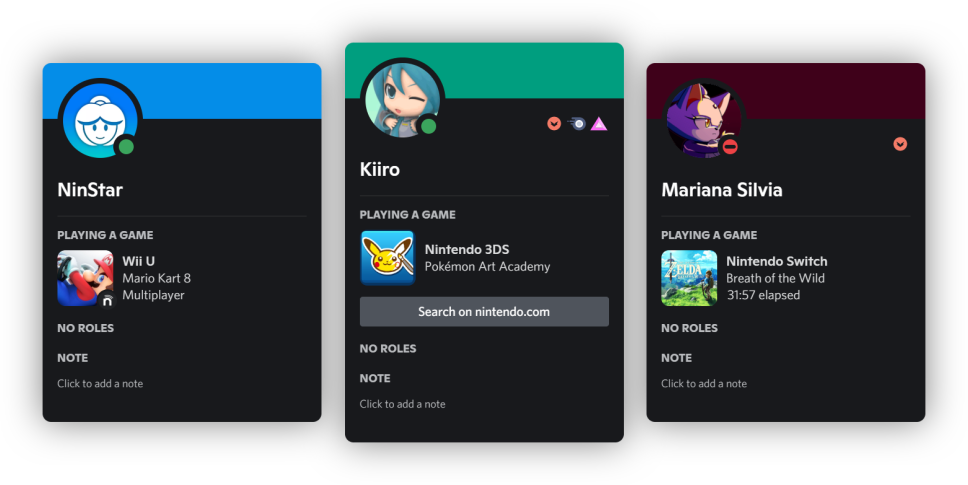 NinStar
PLAYING A GAME
Wii U
Mario Kart 8
Multiplayer
n
NO ROLES
NOTE
Click to add a note
Kiiro
PLAYING A GAME
Nintendo 3DS
Pokémon Art Academy
Search on nintendo.com
NO ROLES
NOTE
Click to add a note
Mariana Silvia
PLAYING A GAME
ZELDA
Nintendo Switch
Breath of the Wild
31:57 elapsed
NO ROLES
NOTE
Click to add a note